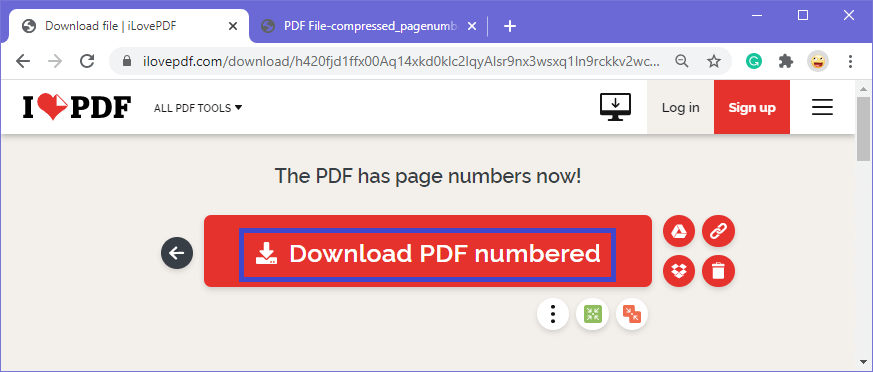 Download file | iLovePDF
PDF File-compressed_pagenumb
ilovepdf.com/download/h420fjd1ffx00Aq14xkd0klc2lqyAlsr9nx3wsxq1ln9rckkv2wc...
I PDF
ALL PDF TOOLS
Log in
Sign up
The PDF has page numbers now!
Download PDF numbered